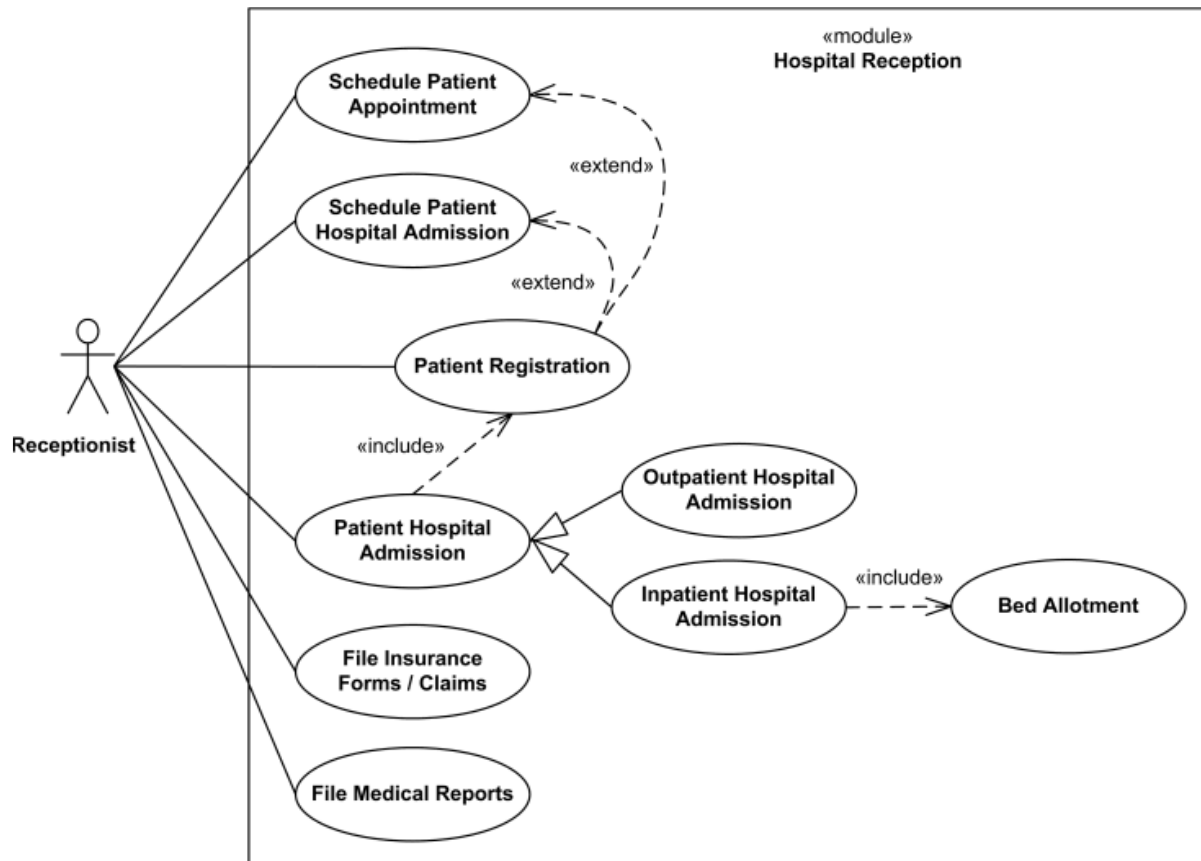 «module»
Hospital Reception
Schedule Patient
Appointment
«extend»
Schedule Patient
Hospital Admission
«extend»
Patient Registration
Receptionist
«include»
Outpatient Hospital
Admission
Patient Hospital
Admission
Inpatient Hospital
Admission
«include»
Bed Allotment
File Insurance
Forms / Claims
File Medical Reports